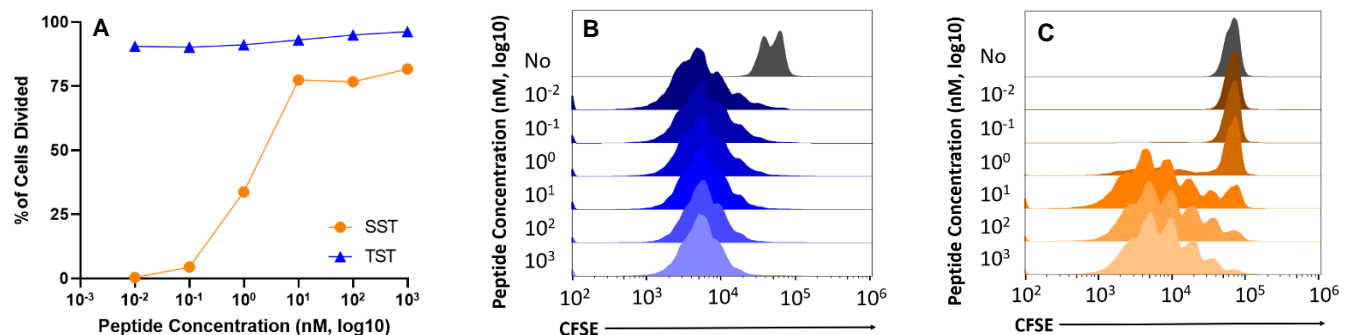 A
% of Cells Divided
100
75
50
25
0
SST
TST
10-3 10-2 10-1 100 101 102 103
Peptide Concentration (nM, log10)
B
Peptide Concentration (nM, log10)
No
10-2
10-1
100
101
102
103
102 103 104 105 106
CFSE
C
Peptide Concentration (nM, log10)
No
10-2
10-1
100
101
102
103
102 103 104 105 106
CFSE